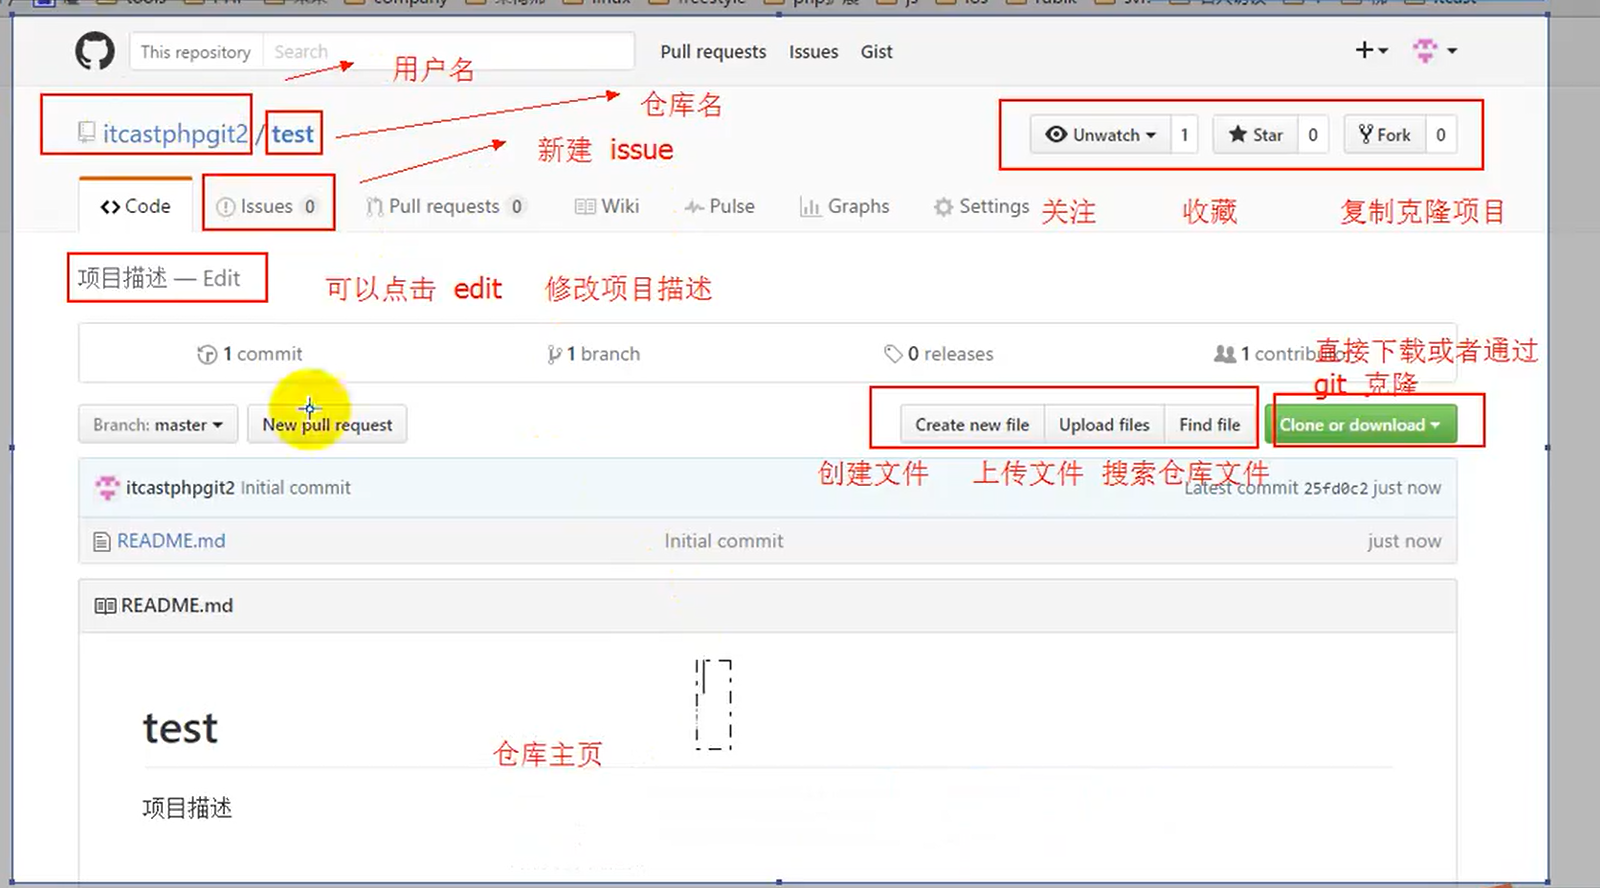 company
freestyle
This repository Search Pull requests Issues Gist
用户名
仓库名
itcastphpgit2 / test
Unwatch 1 Star 0 Fork 0
新建 issue
Code Issues 0 Pull requests 0 Wiki Pulse Graphs Settings
关注 收藏 复制克隆项目
项目描述 — Edit
可以点击 edit 修改项目描述
1 commit 1 branch 0 releases 1 contributor
直接下载或者通过
git 克隆
Branch: master New pull request Create new file Upload files Find file Clone or download
创建文件 上传文件 搜索仓库文件
itcastphpgit2 Initial commit Latest commit 25fd0c2 just now
README.md Initial commit just now
README.md
test
仓库主页
项目描述